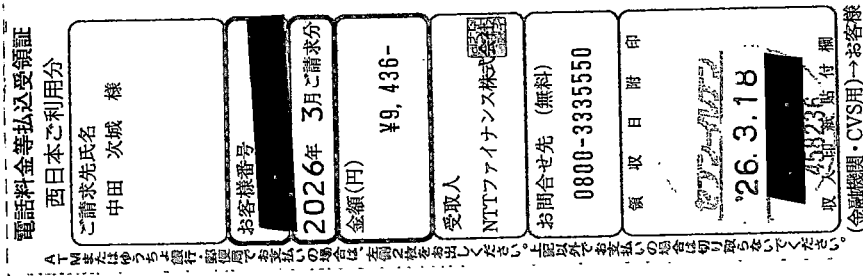 電話料金等払込受領証
西日本ご利用分
ご請求先氏名
中田 次城 様
お客様番号
2026年 3月ご請求分
金額(円)
¥9,436-
受取人
NTTファイナンス株式会社
お問合せ先 (無料)
0800-3335550
領収日附印
'26.3.18
458236
収入印紙貼付欄
(金融機関・CVS用)→お客様
ATMまたはゆうちょ銀行・郵便局でお支払いの場合は、左側2枚をお出しください。上記以外でお支払いの場合は切り取らないでください。